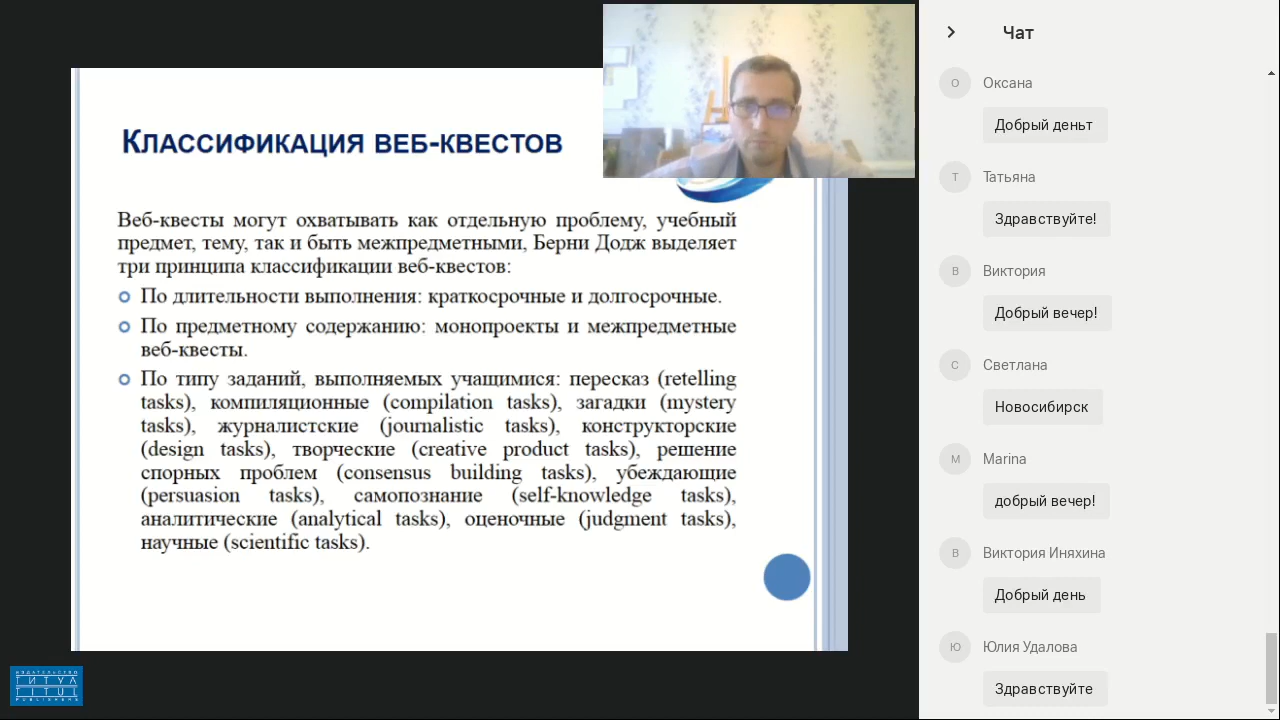 Классификация веб-квестов
Веб-квесты могут охватывать как отдельную проблему, учебный
предмет, тему, так и быть межпредметными, Берни Додж выделяет
три принципа классификации веб-квестов:
По длительности выполнения: краткосрочные и долгосрочные.
По предметному содержанию: монопроекты и межпредметные
веб-квесты.
По типу заданий, выполняемых учащимися: пересказ (retelling
tasks), компиляционные (compilation tasks), загадки (mystery
tasks), журналистские (journalistic tasks), конструкторские
(design tasks), творческие (creative product tasks), решение
спорных проблем (consensus building tasks), убеждающие
(persuasion tasks), самопознание (self-knowledge tasks),
аналитические (analytical tasks), оценочные (judgment tasks),
научные (scientific tasks).
ИЗДАТЕЛЬСТВО
ТИТУЛ
TITUL
PUBLISHERS
Чат
О
Оксана
Добрый деньт
Т
Татьяна
Здравствуйте!
В
Виктория
Добрый вечер!
С
Светлана
Новосибирск
M
Marina
добрый вечер!
В
Виктория Иняхина
Добрый день
Ю
Юлия Удалова
Здравствуйте